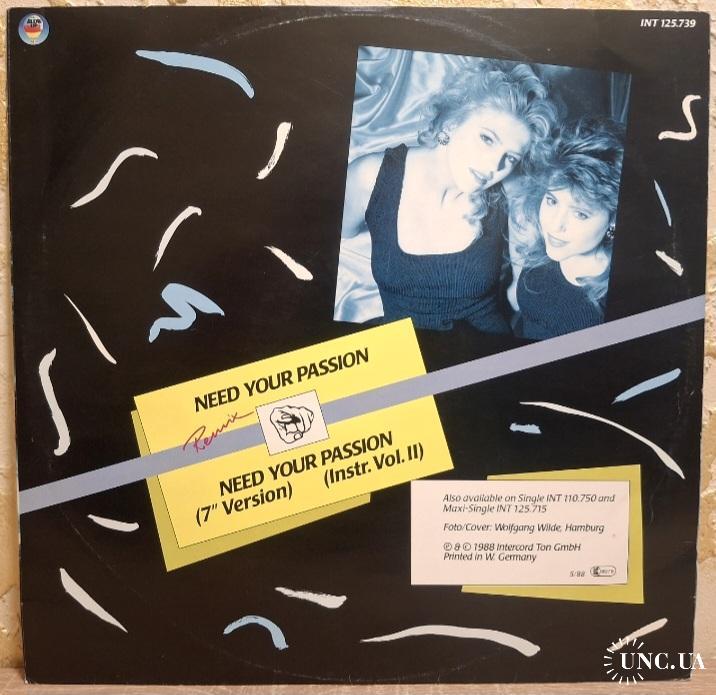 INT 125.739
NEED YOUR PASSION
Remix
NEED YOUR PASSION
(7" Version) (Instr. Vol. II)
Also available on Single INT 110.750 and
Maxi-Single INT 125.715
Foto/Cover: Wolfgang Wilde, Hamburg
℗ & © 1988 Intercord Ton GmbH
Printed in W. Germany
5/88
UNC.UA